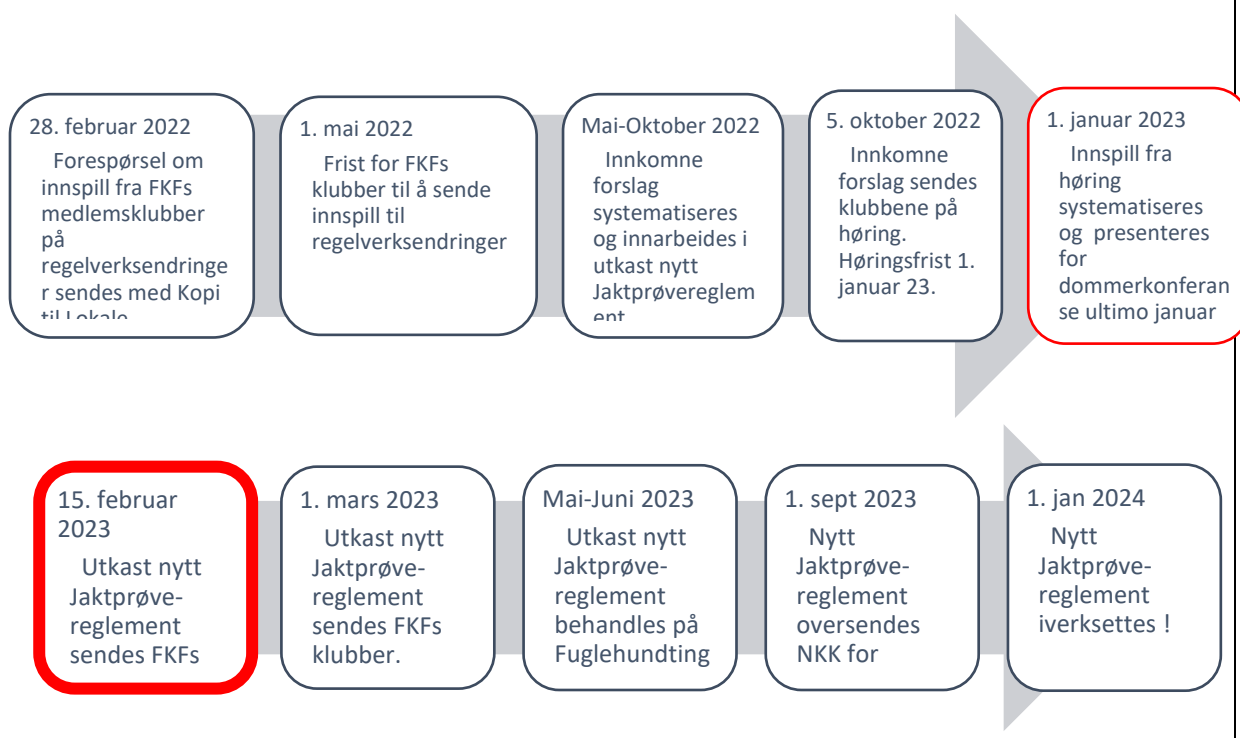 28. februar 2022
Forespørsel om
innspill fra FKFs
medlemsklubber
på
regelverksendringe
r sendes med Kopi
til Lokale
1. mai 2022
Frist for FKFs
klubber til å sende
innspill til
regelverksendringer
Mai-Oktober 2022
Innkomne
forslag
systematiseres
og innarbeides i
utkast nytt
Jaktprøvereglem
ent
5. oktober 2022
Innkomne
forslag sendes
klubbene på
høring.
Høringsfrist 1.
januar 23.
1. januar 2023
Innspill fra
høring
systematiseres
og presenteres
for
dommerkonferan
se ultimo januar
15. februar
2023
Utkast nytt
Jaktprøve-
reglement
sendes FKFs
1. mars 2023
Utkast nytt
Jaktprøve-
reglement
sendes FKFs
klubber.
Mai-Juni 2023
Utkast nytt
Jaktprøve-
reglement
behandles på
Fuglehundting
1. sept 2023
Nytt
Jaktprøve-
reglement
oversendes
NKK for
1. jan 2024
Nytt
Jaktprøve-
reglement
iverksettes !